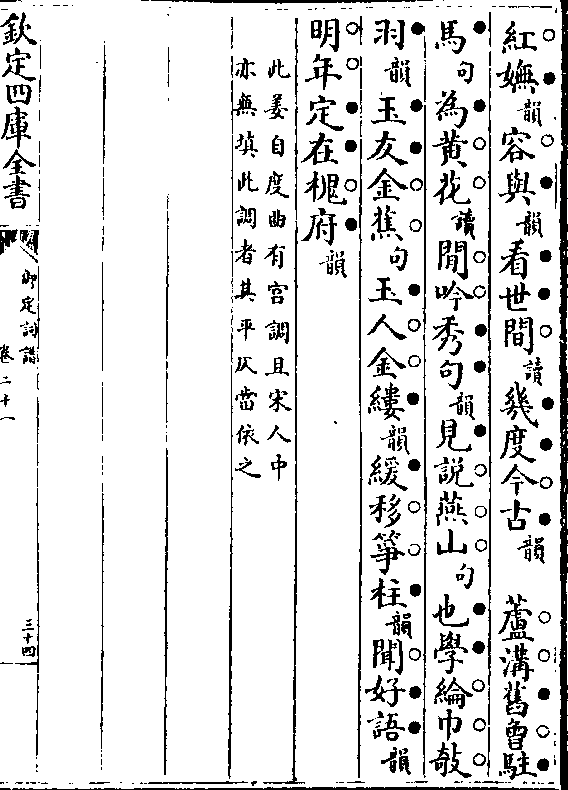 紅嫵韻容與韻看世間讀幾度今古韻　蘆溝舊曾駐
馬句為黃花讀閒吟秀句韻見說燕山句也學綸巾敧
羽韻玉友金蕉句玉人金縷韻緩移箏柱韻聞好語韻
明年定在槐府韻
此姜自度曲有宫調且宋人中
亦無填此調者其平仄當依之
欽定四庫全書
御定詞譜
卷二十一
三十四